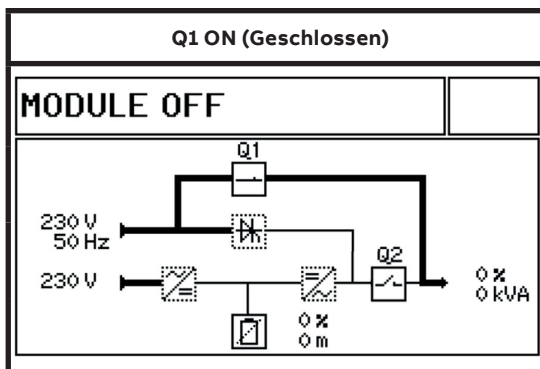 Q1 ON (Geschlossen)
MODULE OFF
Q1
230 V
50 Hz
Q2
230 V
0 %
0 kVA
0 %
0 m